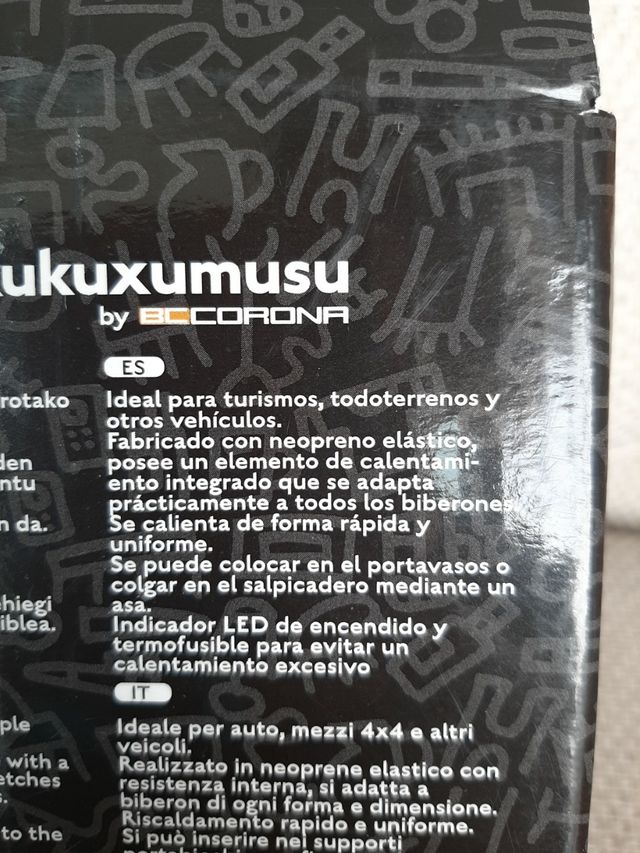 ukuxumusu
by BCCORONA
rotako
den
ntu
n da.
hiegi
iblea.
ple
with a
etches
s.
to the
ES
Ideal para turismos, todoterrenos y
otros vehículos.
Fabricado con neopreno elástico,
posee un elemento de calentami-
ento integrado que se adapta
prácticamente a todos los biberones.
Se calienta de forma rápida y
uniforme.
Se puede colocar en el portavasos o
colgar en el salpicadero mediante un
asa.
Indicador LED de encendido y
termofusible para evitar un
calentamiento excesivo
IT
Ideale per auto, mezzi 4x4 e altri
veicoli.
Realizzato in neoprene elastico con
resistenza interna, si adatta a
biberon di ogni forma e dimensione.
Riscaldamento rapido e uniforme.
Si può inserire nei supporti